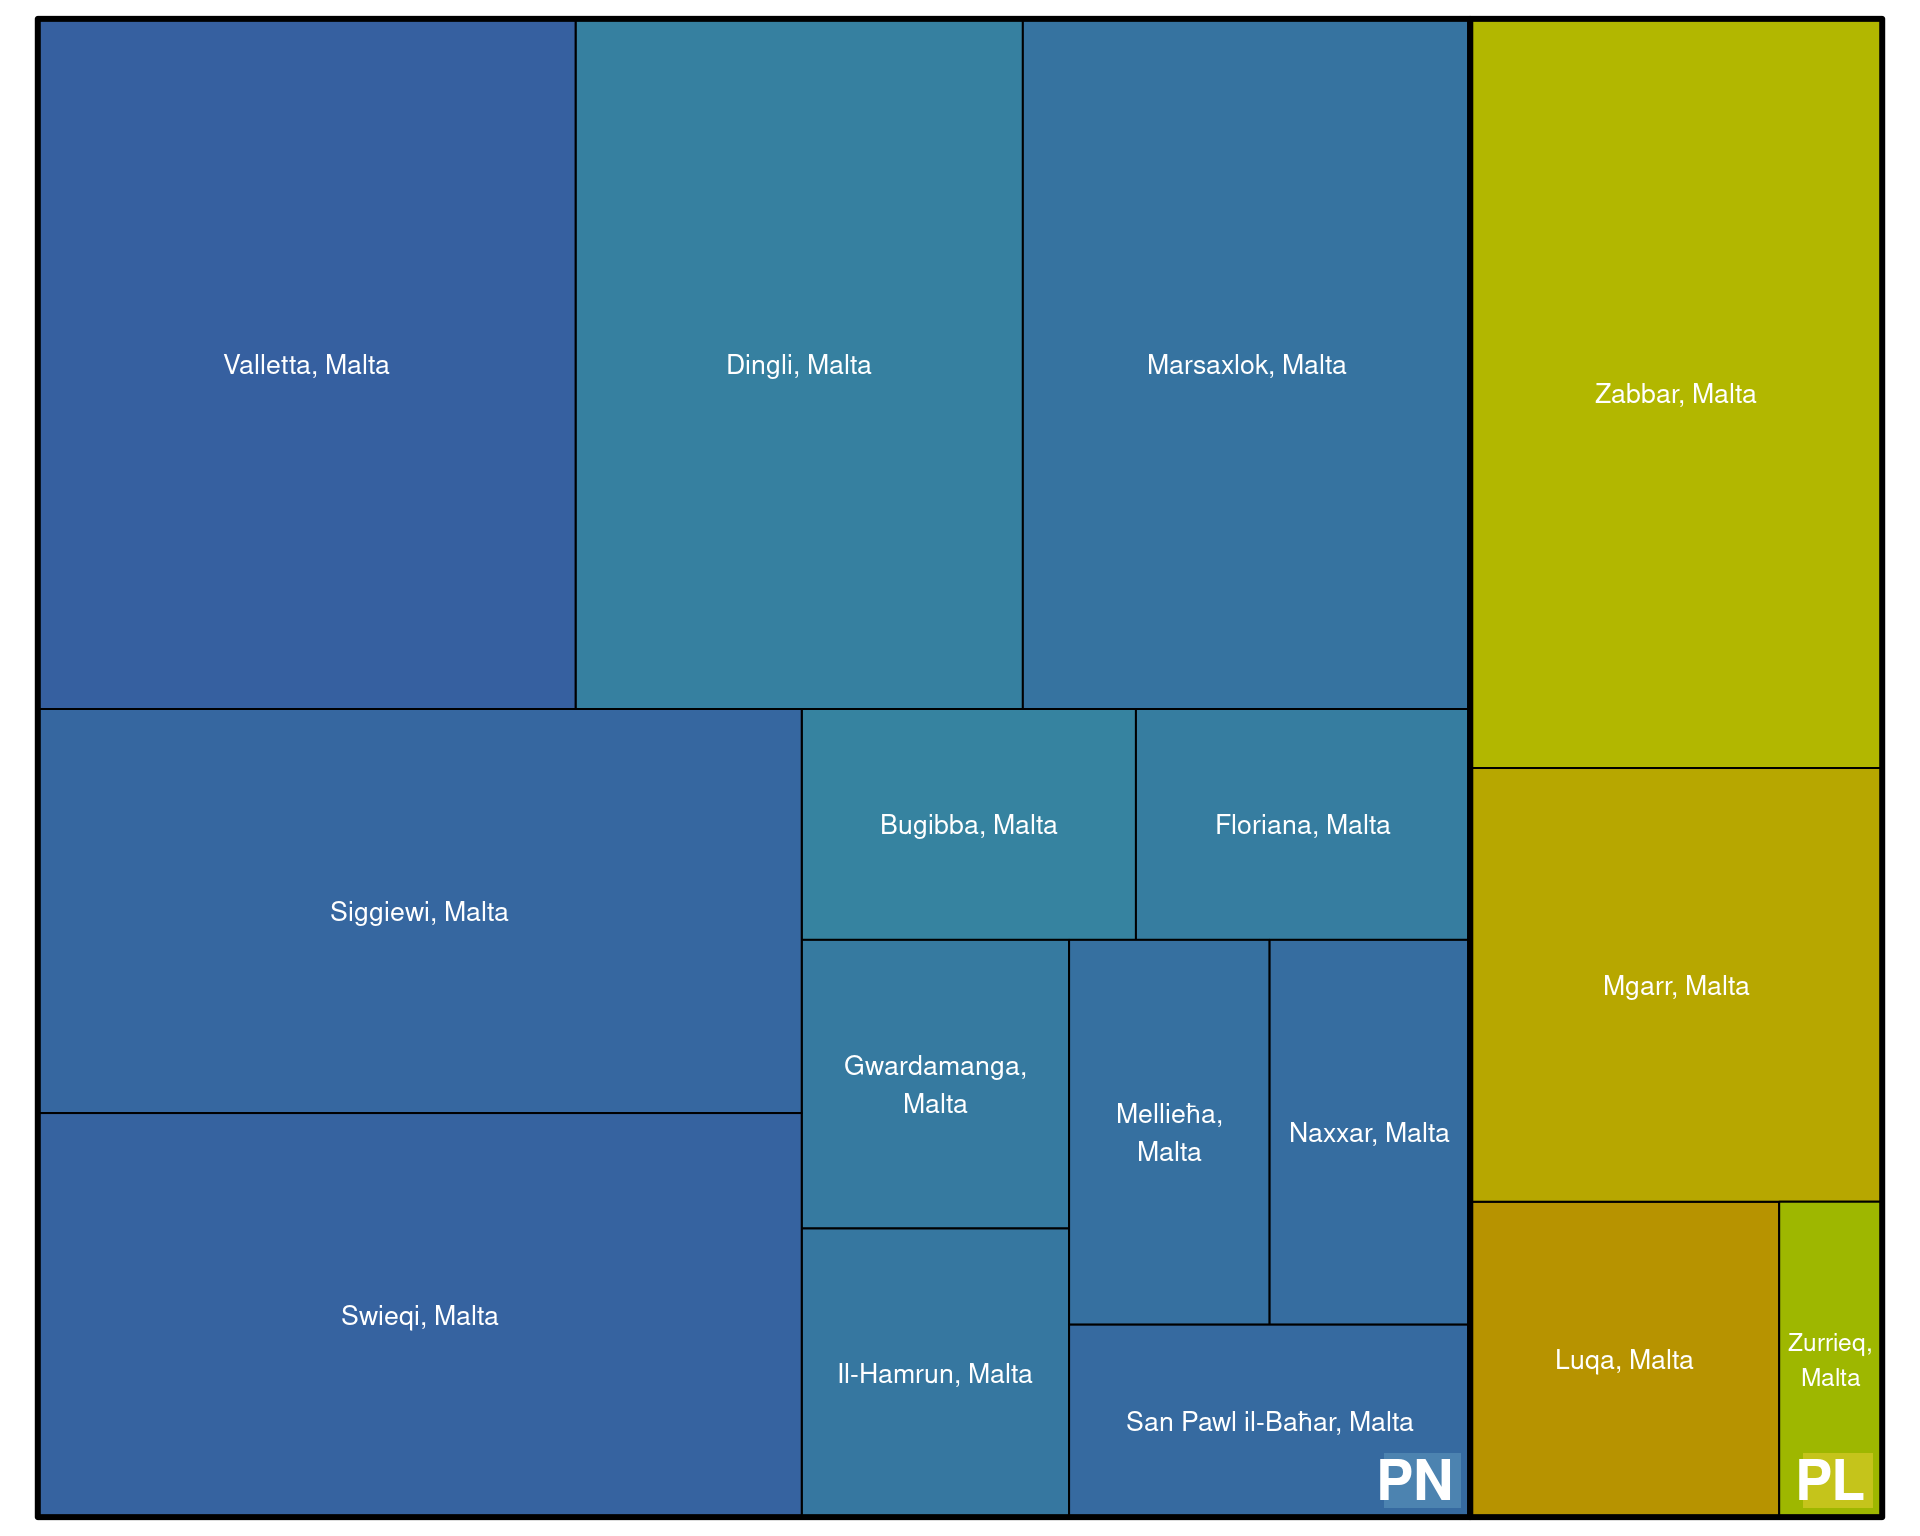 Valletta, Malta
Dingli, Malta
Marsaxlok, Malta
Zabbar, Malta
Siggiewi, Malta
Bugibba, Malta
Floriana, Malta
Mgarr, Malta
Gwardamanga,
Malta
Mellieħa,
Malta
Naxxar, Malta
Swieqi, Malta
Il-Hamrun, Malta
San Pawl il-Baħar, Malta
Luqa, Malta
Zurrieq,
Malta
PN
PL